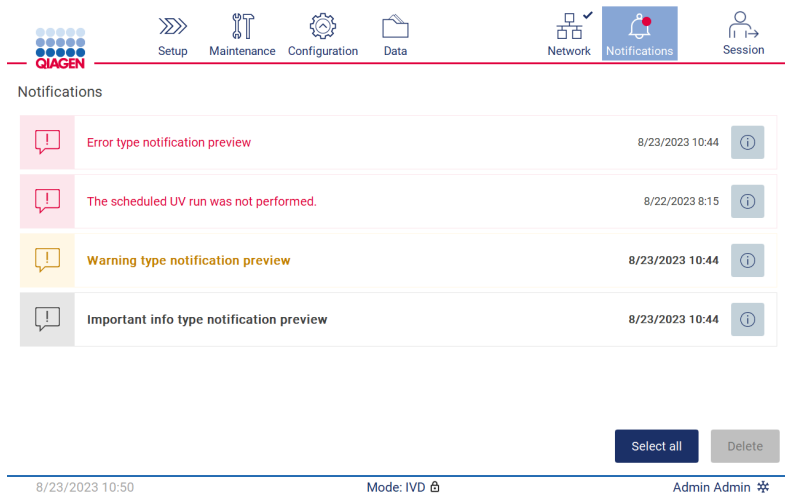 QIAGEN
Setup
Maintenance
Configuration
Data
Network
Notifications
Session
Notifications
Error type notification preview 8/23/2023 10:44
The scheduled UV run was not performed. 8/22/2023 8:15
Warning type notification preview 8/23/2023 10:44
Important info type notification preview 8/23/2023 10:44
Select all
Delete
8/23/2023 10:50
Mode: IVD
Admin Admin